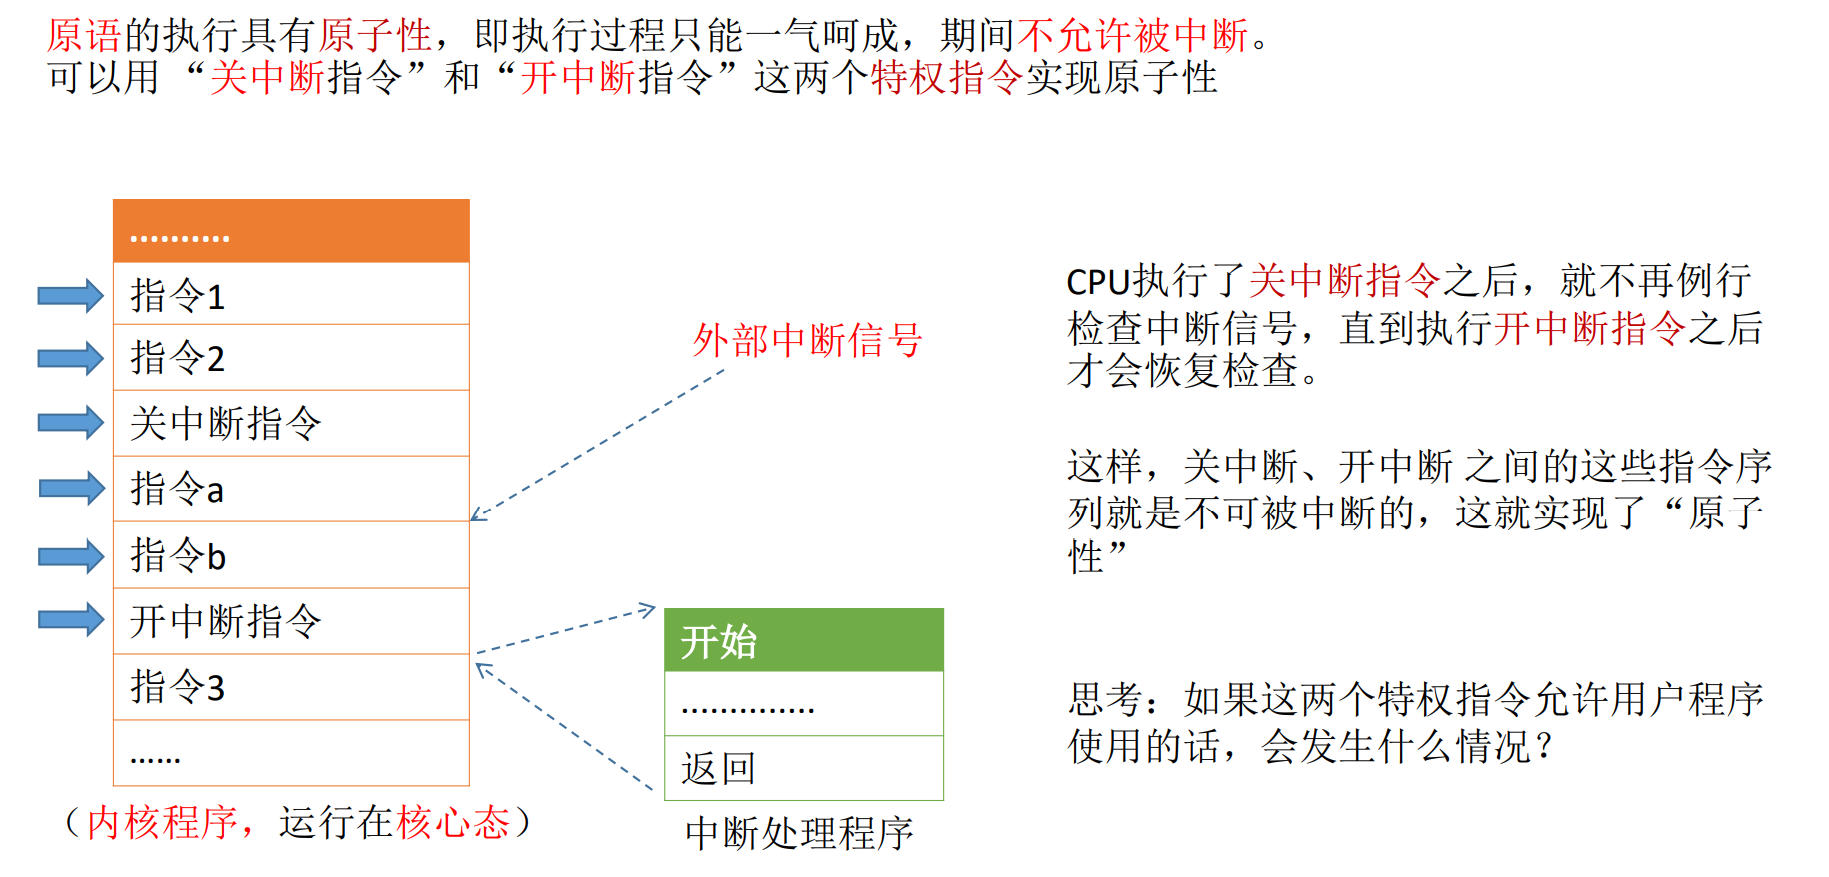 原语的执行具有原子性，即执行过程只能一气呵成，期间不允许被中断。
可以用 “关中断指令”和“开中断指令”这两个特权指令实现原子性
..........
指令1
指令2
关中断指令
指令a
指令b
开中断指令
指令3
......
（内核程序，运行在核心态）
外部中断信号
开始
..............
返回
中断处理程序
CPU执行了关中断指令之后，就不再例行
检查中断信号，直到执行开中断指令之后
才会恢复检查。
这样，关中断、开中断 之间的这些指令序
列就是不可被中断的，这就实现了“原子
性”
思考：如果这两个特权指令允许用户程序
使用的话，会发生什么情况？